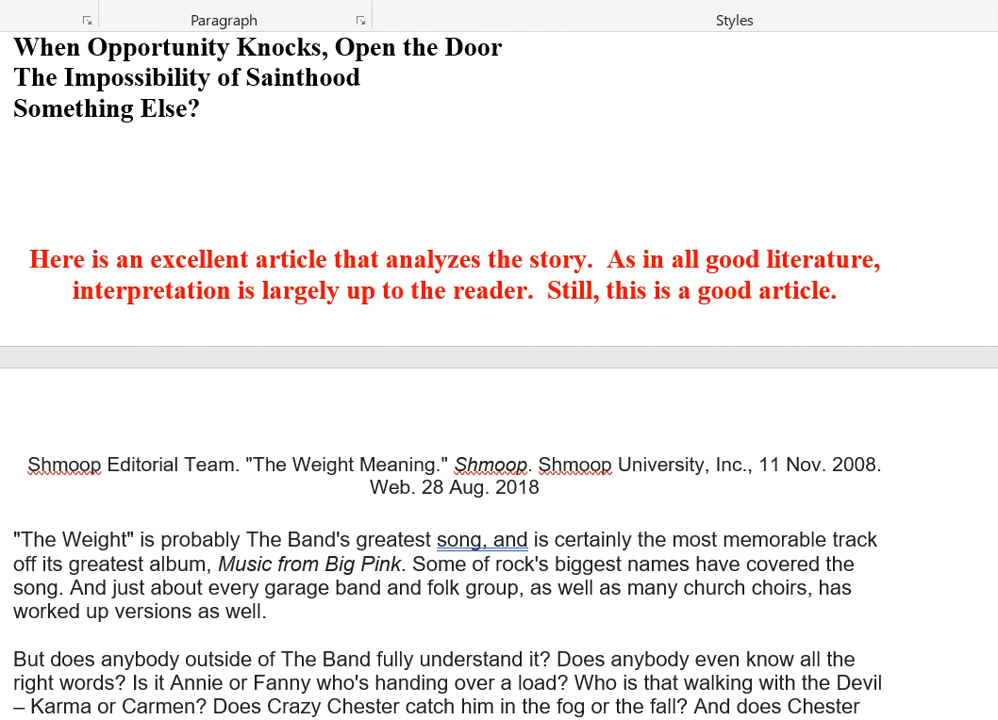 Paragraph
Styles
When Opportunity Knocks, Open the Door
The Impossibility of Sainthood
Something Else?
Here is an excellent article that analyzes the story.  As in all good literature,
interpretation is largely up to the reader.  Still, this is a good article.
Shmoop Editorial Team. "The Weight Meaning." Shmoop. Shmoop University, Inc., 11 Nov. 2008.
Web. 28 Aug. 2018
"The Weight" is probably The Band's greatest song, and is certainly the most memorable track
off its greatest album, Music from Big Pink. Some of rock's biggest names have covered the
song. And just about every garage band and folk group, as well as many church choirs, has
worked up versions as well.
But does anybody outside of The Band fully understand it? Does anybody even know all the
right words? Is it Annie or Fanny who's handing over a load? Who is that walking with the Devil
– Karma or Carmen? Does Crazy Chester catch him in the fog or the fall? And does Chester